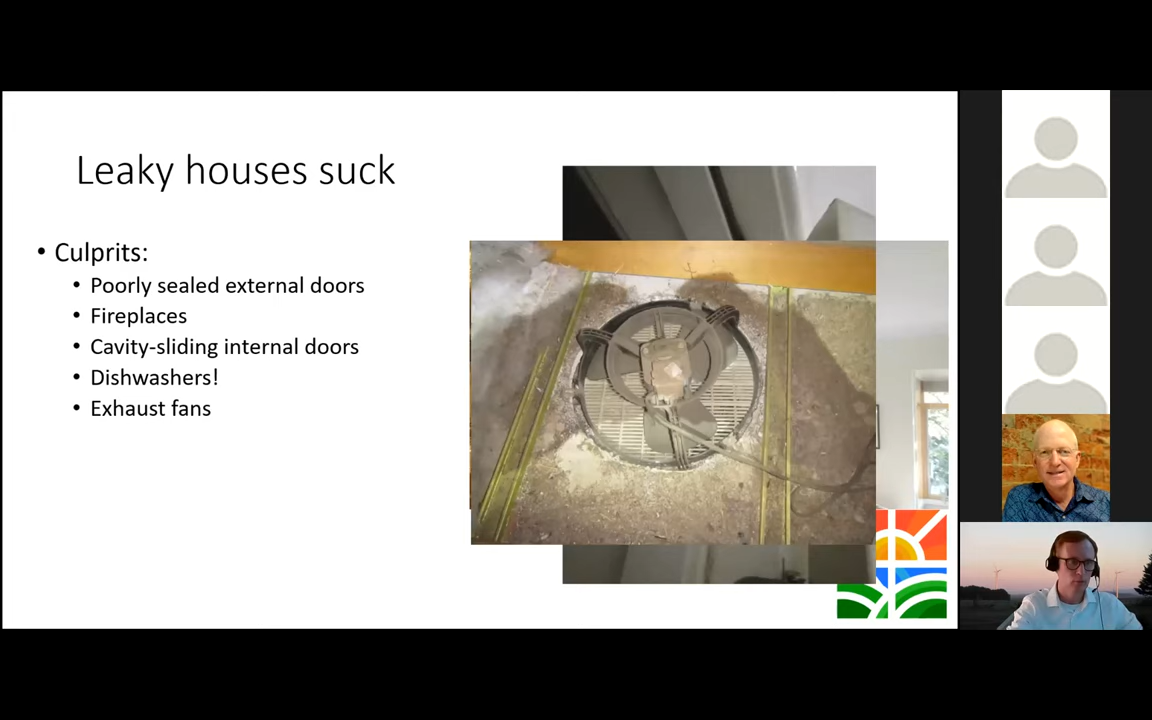 Leaky houses suck
• Culprits:
• Poorly sealed external doors
• Fireplaces
• Cavity-sliding internal doors
• Dishwashers!
• Exhaust fans